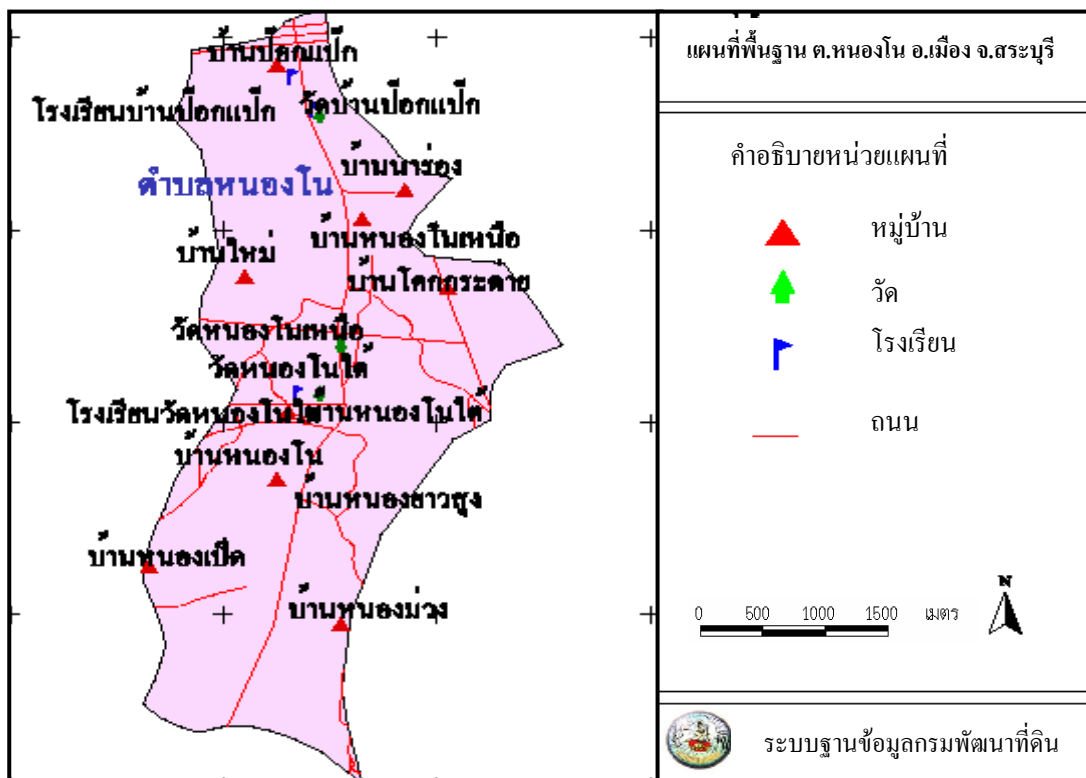 แผนที่พื้นฐาน ต.หนองโน อ.เมือง จ.สระบุรี
บ้านป๊อกแป๊ก
โรงเรียนบ้านป๊อกแป๊ก
วัดบ้านป๊อกแป๊ก
บ้านนาร่อง
ตำบลหนองโน
บ้านหนองโนเหนือ
บ้านใหม่
บ้านโคกกระต่าย
วัดหนองโนเหนือ
วัดหนองโนใต้
โรงเรียนวัดหนองโนใต้
บ้านหนองโนใต้
บ้านหนองโน
บ้านหนองยาวสูง
บ้านหนองเป็ด
บ้านหนองม่วง
คำอธิบายหน่วยแผนที่
หมู่บ้าน
วัด
โรงเรียน
ถนน
N
0 500 1000 1500 เมตร
ระบบฐานข้อมูลกรมพัฒนาที่ดิน